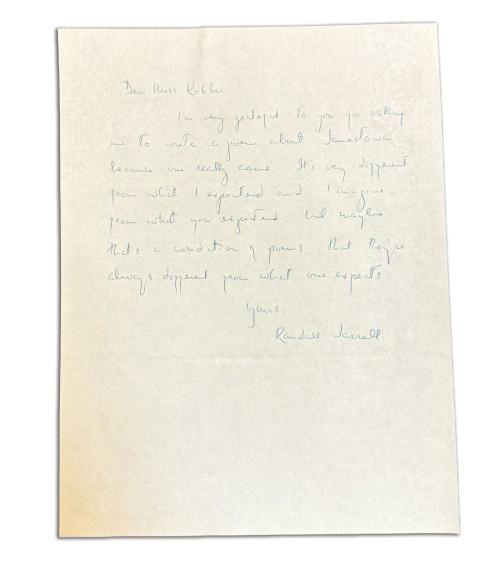 Dear Miss Kohler
I'm very grateful to you for asking
me to write a poem about Jamestown
because one really came. It's very different
from what I expected and, I imagine,
from what you expected. But maybe
that's a condition of poems, that they're
always different from what one expects
Yours,
Randall Jarrell